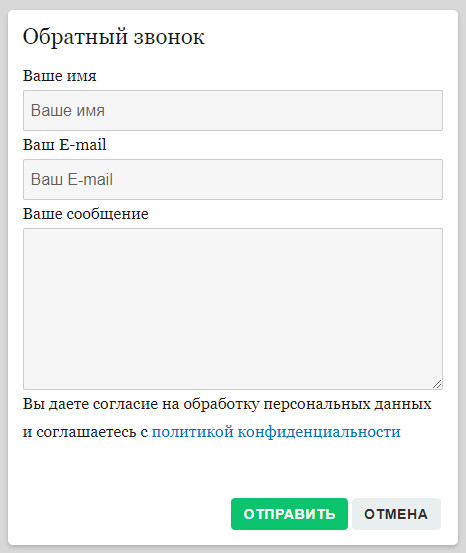 Обратный звонок
Ваше имя
Ваше имя
Ваш E-mail
Ваш E-mail
Ваше сообщение
Вы даете согласие на обработку персональных данных
и соглашаетесь с политикой конфиденциальности
ОТПРАВИТЬ ОТМЕНА